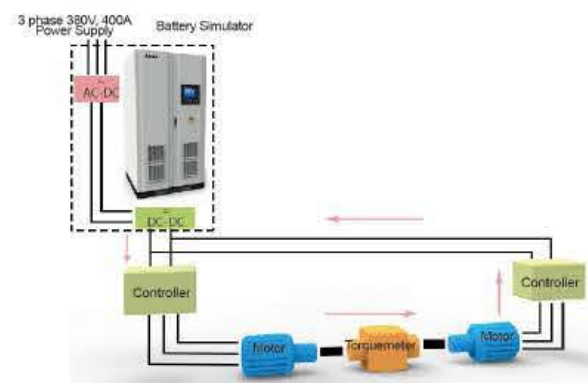 3 phase 380V, 400A
Power Supply
Battery Simulator
AC-DC
DC-DC
Controller
Controller
Motor
Torquemeter
Motor